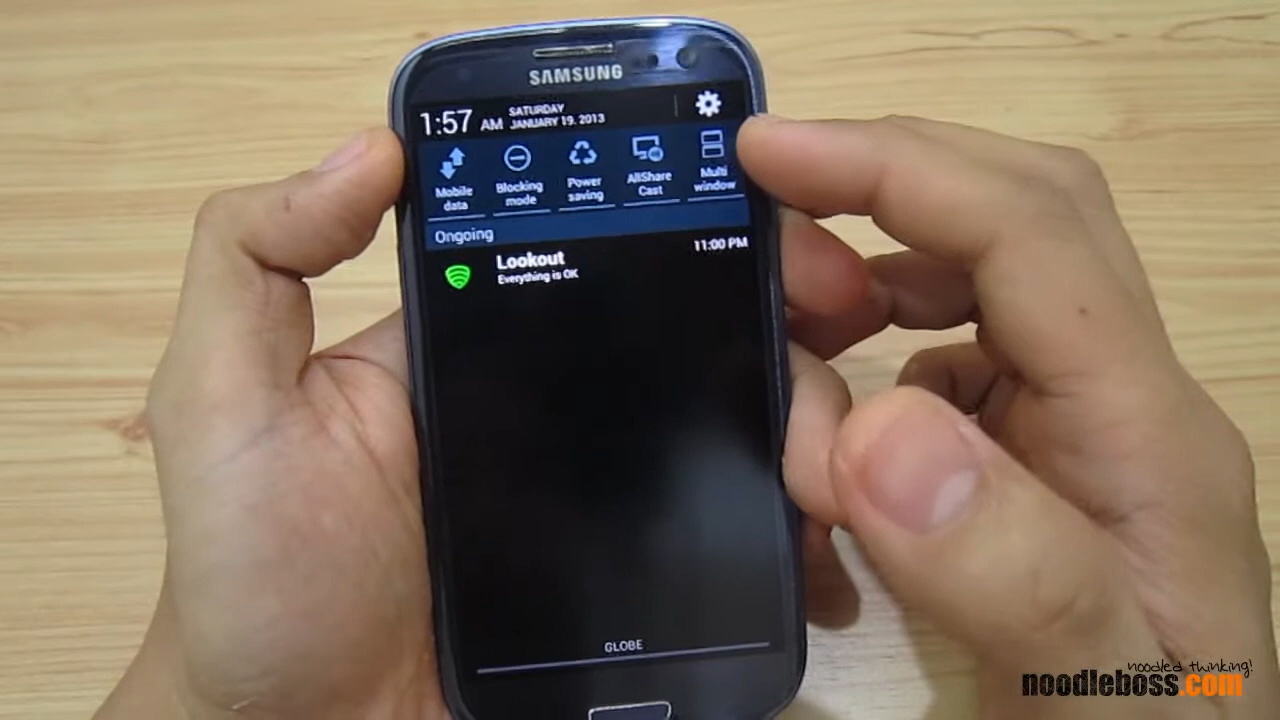 SAMSUNG
1:57 AM
SATURDAY
JANUARY 19, 2013
Mobile
data
Blocking
mode
Power
saving
AllShare
Cast
Multi
window
Ongoing
Lookout
11:00 PM
Everything is OK
GLOBE
noodled thinking!
noodleboss.com